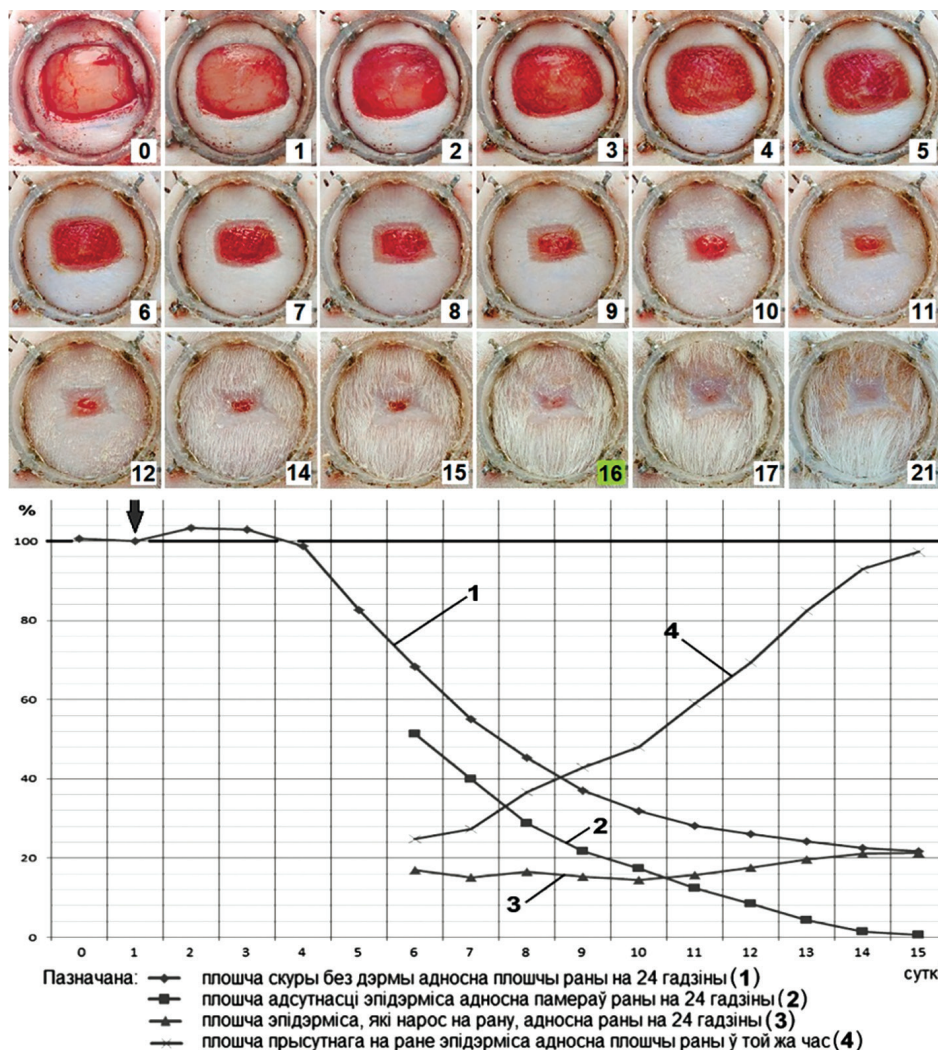 0 1 2 3 4 5
6 7 8 9 10 11
12 14 15 16 17 21
%
100
80
60
40
20
0
1
2
3
4
0 1 2 3 4 5 6 7 8 9 10 11 12 13 14 15
сутк
Пазначана: плошча скуры без дэрмы адносна плошчы раны на 24 гадзіны (1)
плошча адсутнасці эпідэрміса адносна памераў раны на 24 гадзіны (2)
плошча эпідэрміса, які нарос на рану, адносна раны на 24 гадзіны (3)
плошча прысутнага на ране эпідэрміса адносна плошчы раны ў той жа час (4)